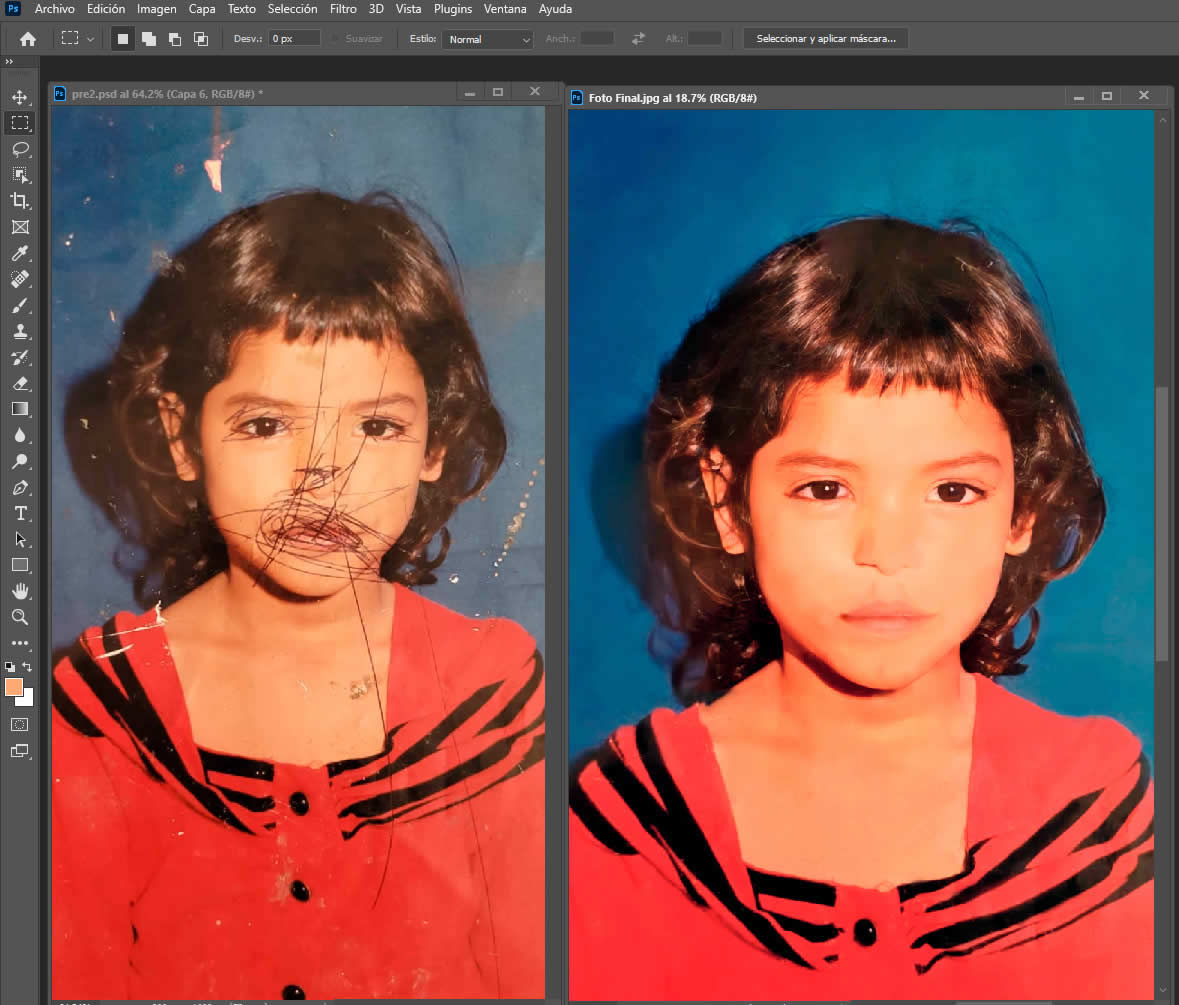 Ps Archivo Edición Imagen Capa Texto Selección Filtro 3D Vista Plugins Ventana Ayuda
Desv.: 0 px Suavizar Estilo: Normal Anch.: Alt.: Seleccionar y aplicar máscara...
Ps pre2.psd al 64.2% (Capa 6, RGB/8#) *
Ps Foto Final.jpg al 18.7% (RGB/8#)